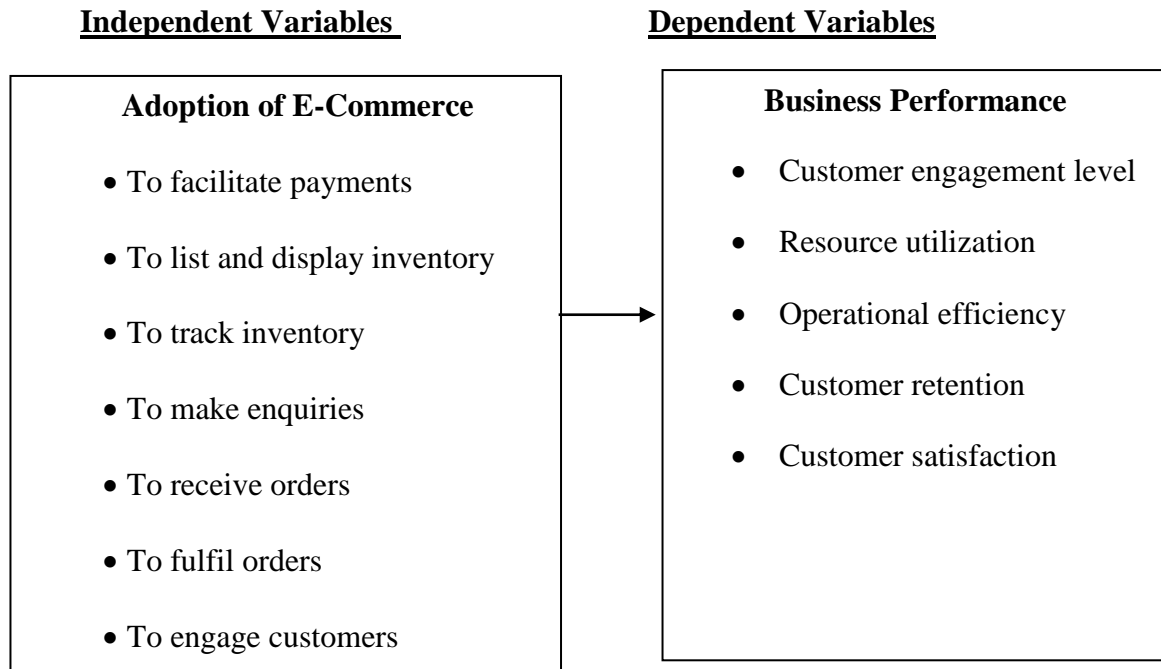 Independent Variables
Dependent Variables
Adoption of E-Commerce
• To facilitate payments
• To list and display inventory
• To track inventory
• To make enquiries
• To receive orders
• To fulfil orders
• To engage customers
Business Performance
• Customer engagement level
• Resource utilization
• Operational efficiency
• Customer retention
• Customer satisfaction